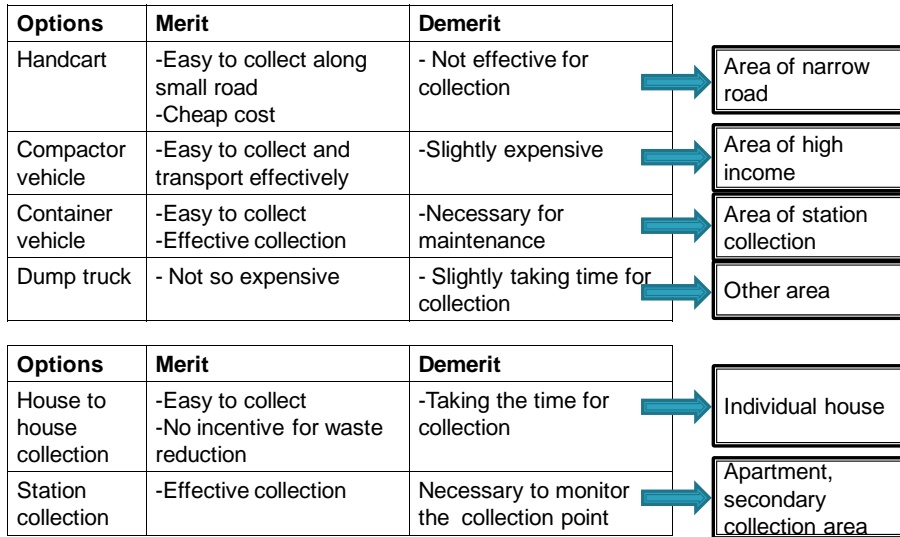 Options Merit Demerit
Handcart -Easy to collect along - Not effective for
small road collection
-Cheap cost
Area of narrow
road
Compactor -Easy to collect and -Slightly expensive
vehicle transport effectively
Area of high
income
Container -Easy to collect -Necessary for
vehicle -Effective collection maintenance
Area of station
collection
Dump truck - Not so expensive - Slightly taking time for
collection
Other area
Options Merit Demerit
House to -Easy to collect -Taking the time for
house -No incentive for waste collection
collection reduction
Individual house
Station -Effective collection Necessary to monitor
collection the collection point
Apartment,
secondary
collection area